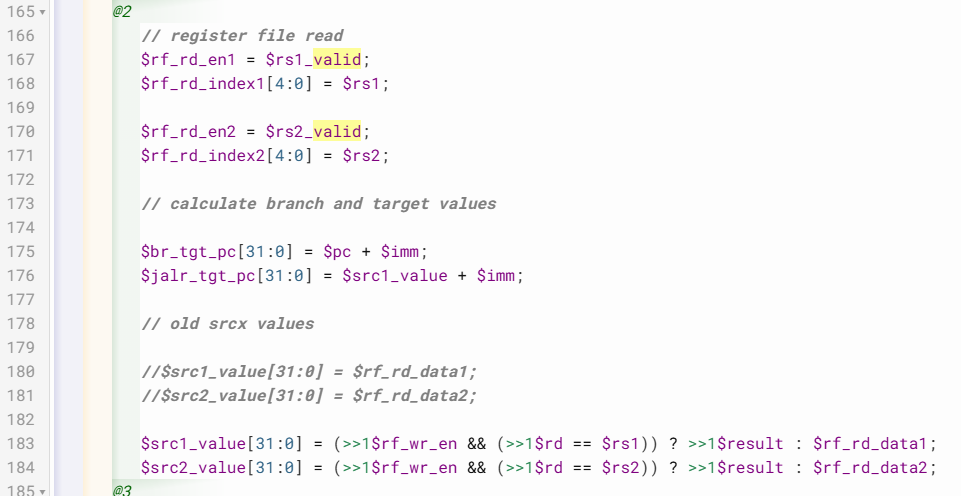 165 @2
166 // register file read
167 $rf_rd_en1 = $rs1_valid;
168 $rf_rd_index1[4:0] = $rs1;
169
170 $rf_rd_en2 = $rs2_valid;
171 $rf_rd_index2[4:0] = $rs2;
172
173 // calculate branch and target values
174
175 $br_tgt_pc[31:0] = $pc + $imm;
176 $jalr_tgt_pc[31:0] = $src1_value + $imm;
177
178 // old srcx values
179
180 //$src1_value[31:0] = $rf_rd_data1;
181 //$src2_value[31:0] = $rf_rd_data2;
182
183 $src1_value[31:0] = (>>1$rf_wr_en && (>>1$rd == $rs1)) ? >>1$result : $rf_rd_data1;
184 $src2_value[31:0] = (>>1$rf_wr_en && (>>1$rd == $rs2)) ? >>1$result : $rf_rd_data2;
185 @3